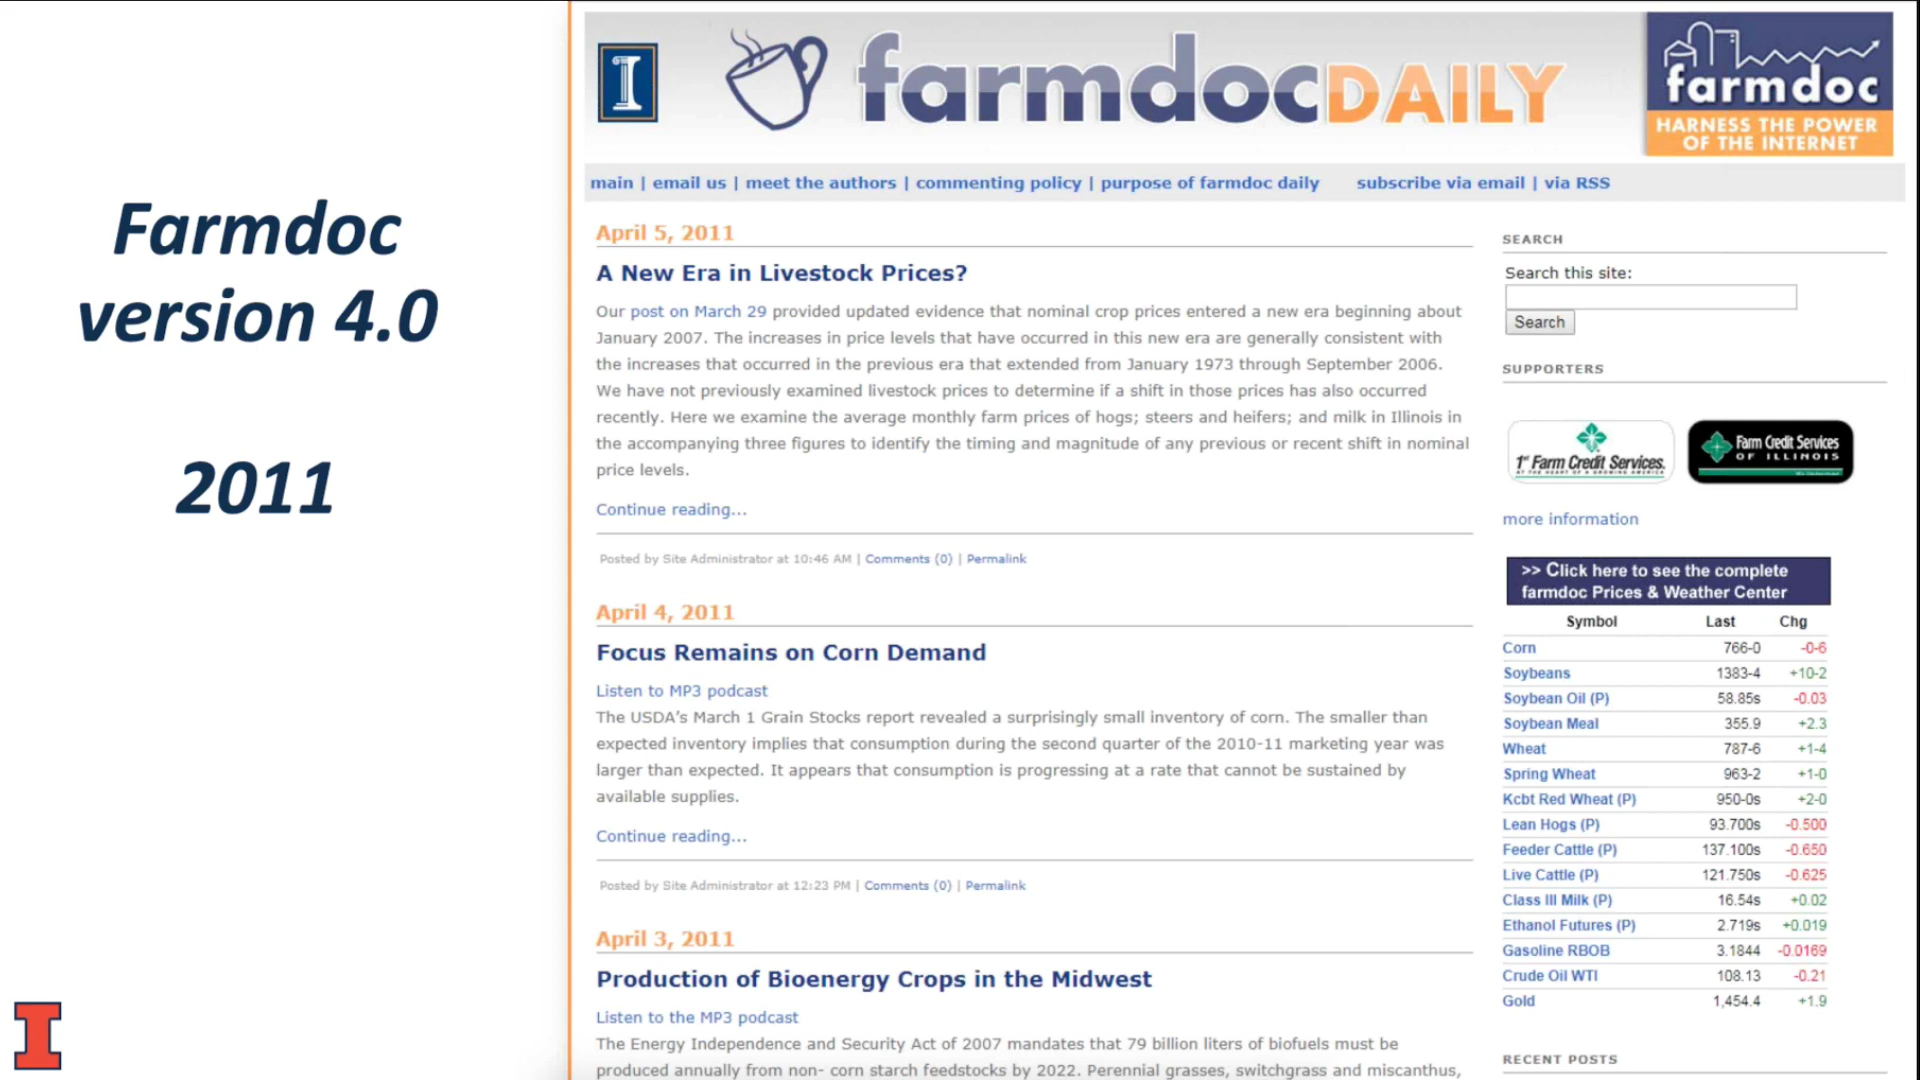 Farmdoc
version 4.0
2011
I
I
farmdocDAILY
farmdoc
HARNESS THE POWER
OF THE INTERNET
main | email us | meet the authors | commenting policy | purpose of farmdoc daily subscribe via email | via RSS
April 5, 2011
A New Era in Livestock Prices?
Our post on March 29 provided updated evidence that nominal crop prices entered a new era beginning about
January 2007. The increases in price levels that have occurred in this new era are generally consistent with
the increases that occurred in the previous era that extended from January 1973 through September 2006.
We have not previously examined livestock prices to determine if a shift in those prices has also occurred
recently. Here we examine the average monthly farm prices of hogs; steers and heifers; and milk in Illinois in
the accompanying three figures to identify the timing and magnitude of any previous or recent shift in nominal
price levels.
Continue reading...
Posted by Site Administrator at 10:46 AM | Comments (0) | Permalink
April 4, 2011
Focus Remains on Corn Demand
Listen to MP3 podcast
The USDA's March 1 Grain Stocks report revealed a surprisingly small inventory of corn. The smaller than
expected inventory implies that consumption during the second quarter of the 2010-11 marketing year was
larger than expected. It appears that consumption is progressing at a rate that cannot be sustained by
available supplies.
Continue reading...
Posted by Site Administrator at 12:23 PM | Comments (0) | Permalink
April 3, 2011
Production of Bioenergy Crops in the Midwest
Listen to the MP3 podcast
The Energy Independence and Security Act of 2007 mandates that 79 billion liters of biofuels must be
produced annually from non- corn starch feedstocks by 2022. Perennial grasses, switchgrass and miscanthus,
SEARCH
Search this site:
Search
SUPPORTERS
1st Farm Credit Services.
Farm Credit Services
OF ILLINOIS
more information
>> Click here to see the complete
farmdoc Prices & Weather Center
Symbol Last Chg
Corn 766-0 -0-6
Soybeans 1383-4 +10-2
Soybean Oil (P) 58.85s -0.03
Soybean Meal 355.9 +2.3
Wheat 787-6 +1-4
Spring Wheat 963-2 +1-0
Kcbt Red Wheat (P) 950-0s +2-0
Lean Hogs (P) 93.700s -0.500
Feeder Cattle (P) 137.100s -0.650
Live Cattle (P) 121.750s -0.625
Class III Milk (P) 16.54s +0.02
Ethanol Futures (P) 2.719s +0.019
Gasoline RBOB 3.1844 -0.0169
Crude Oil WTI 108.13 -0.21
Gold 1,454.4 +1.9
RECENT POSTS